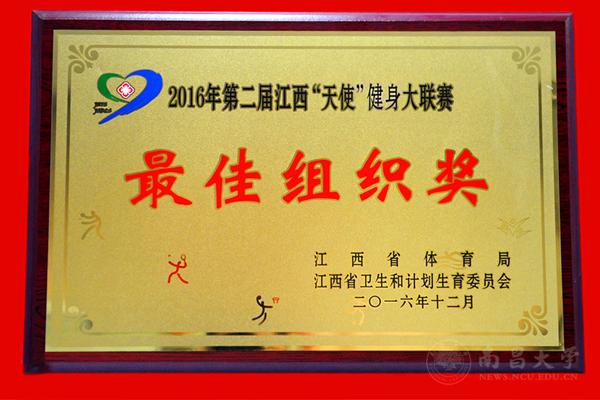 2016年第二届江西“天使”健身大联赛
最佳组织奖
江西省体育局
江西省卫生和计划生育委员会
二〇一六年十二月
南昌大学
NEWS.NCU.EDU.CN